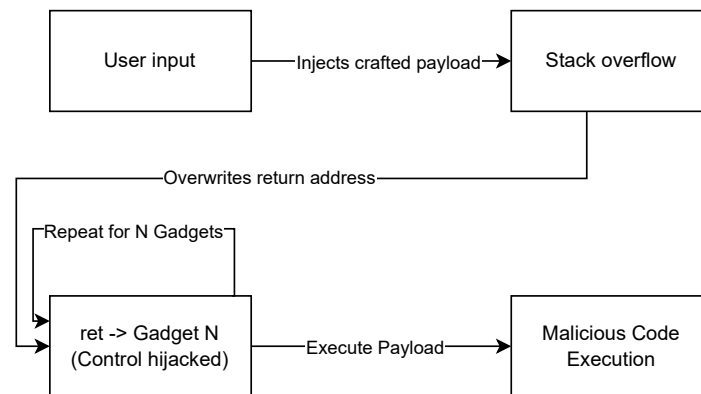 User input
Injects crafted payload
Stack overflow
Overwrites return address
Repeat for N Gadgets
ret -> Gadget N
(Control hijacked)
Execute Payload
Malicious Code
Execution